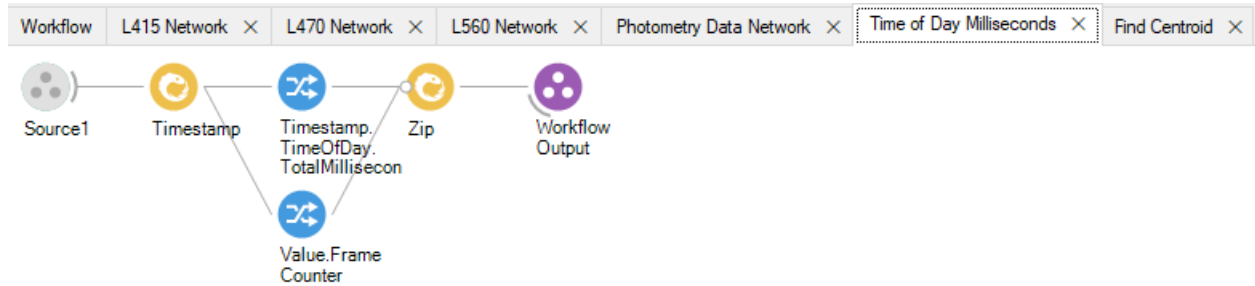 Workflow L415 Network L470 Network L560 Network Photometry Data Network Time of Day Milliseconds Find Centroid
Source1 Timestamp Timestamp. Zip Workflow
TimeOfDay. Output
TotalMillisecon
Value.Frame
Counter